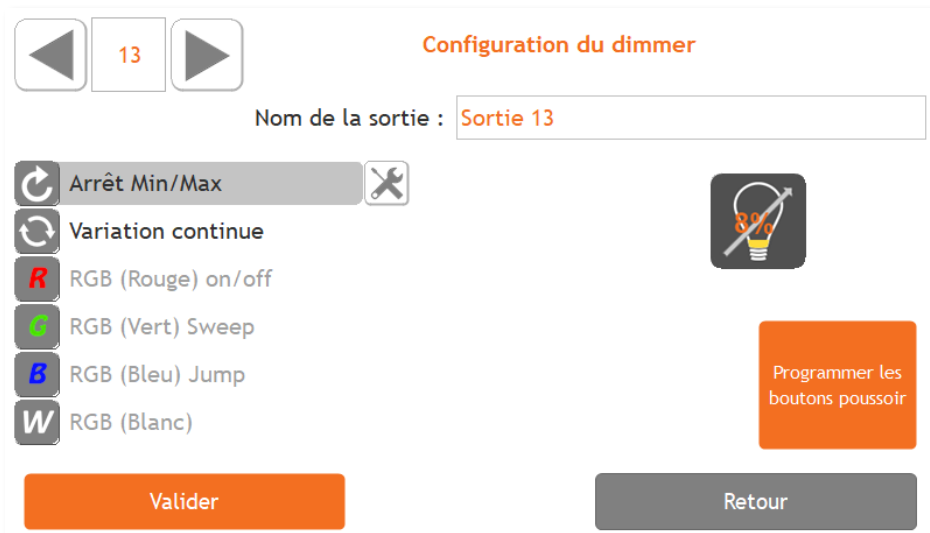 13
Configuration du dimmer
Nom de la sortie : Sortie 13
Arrêt Min/Max
Variation continue
8%
R RGB (Rouge) on/off
G RGB (Vert) Sweep
B RGB (Bleu) Jump
W RGB (Blanc)
Programmer les
boutons poussoir
Valider
Retour